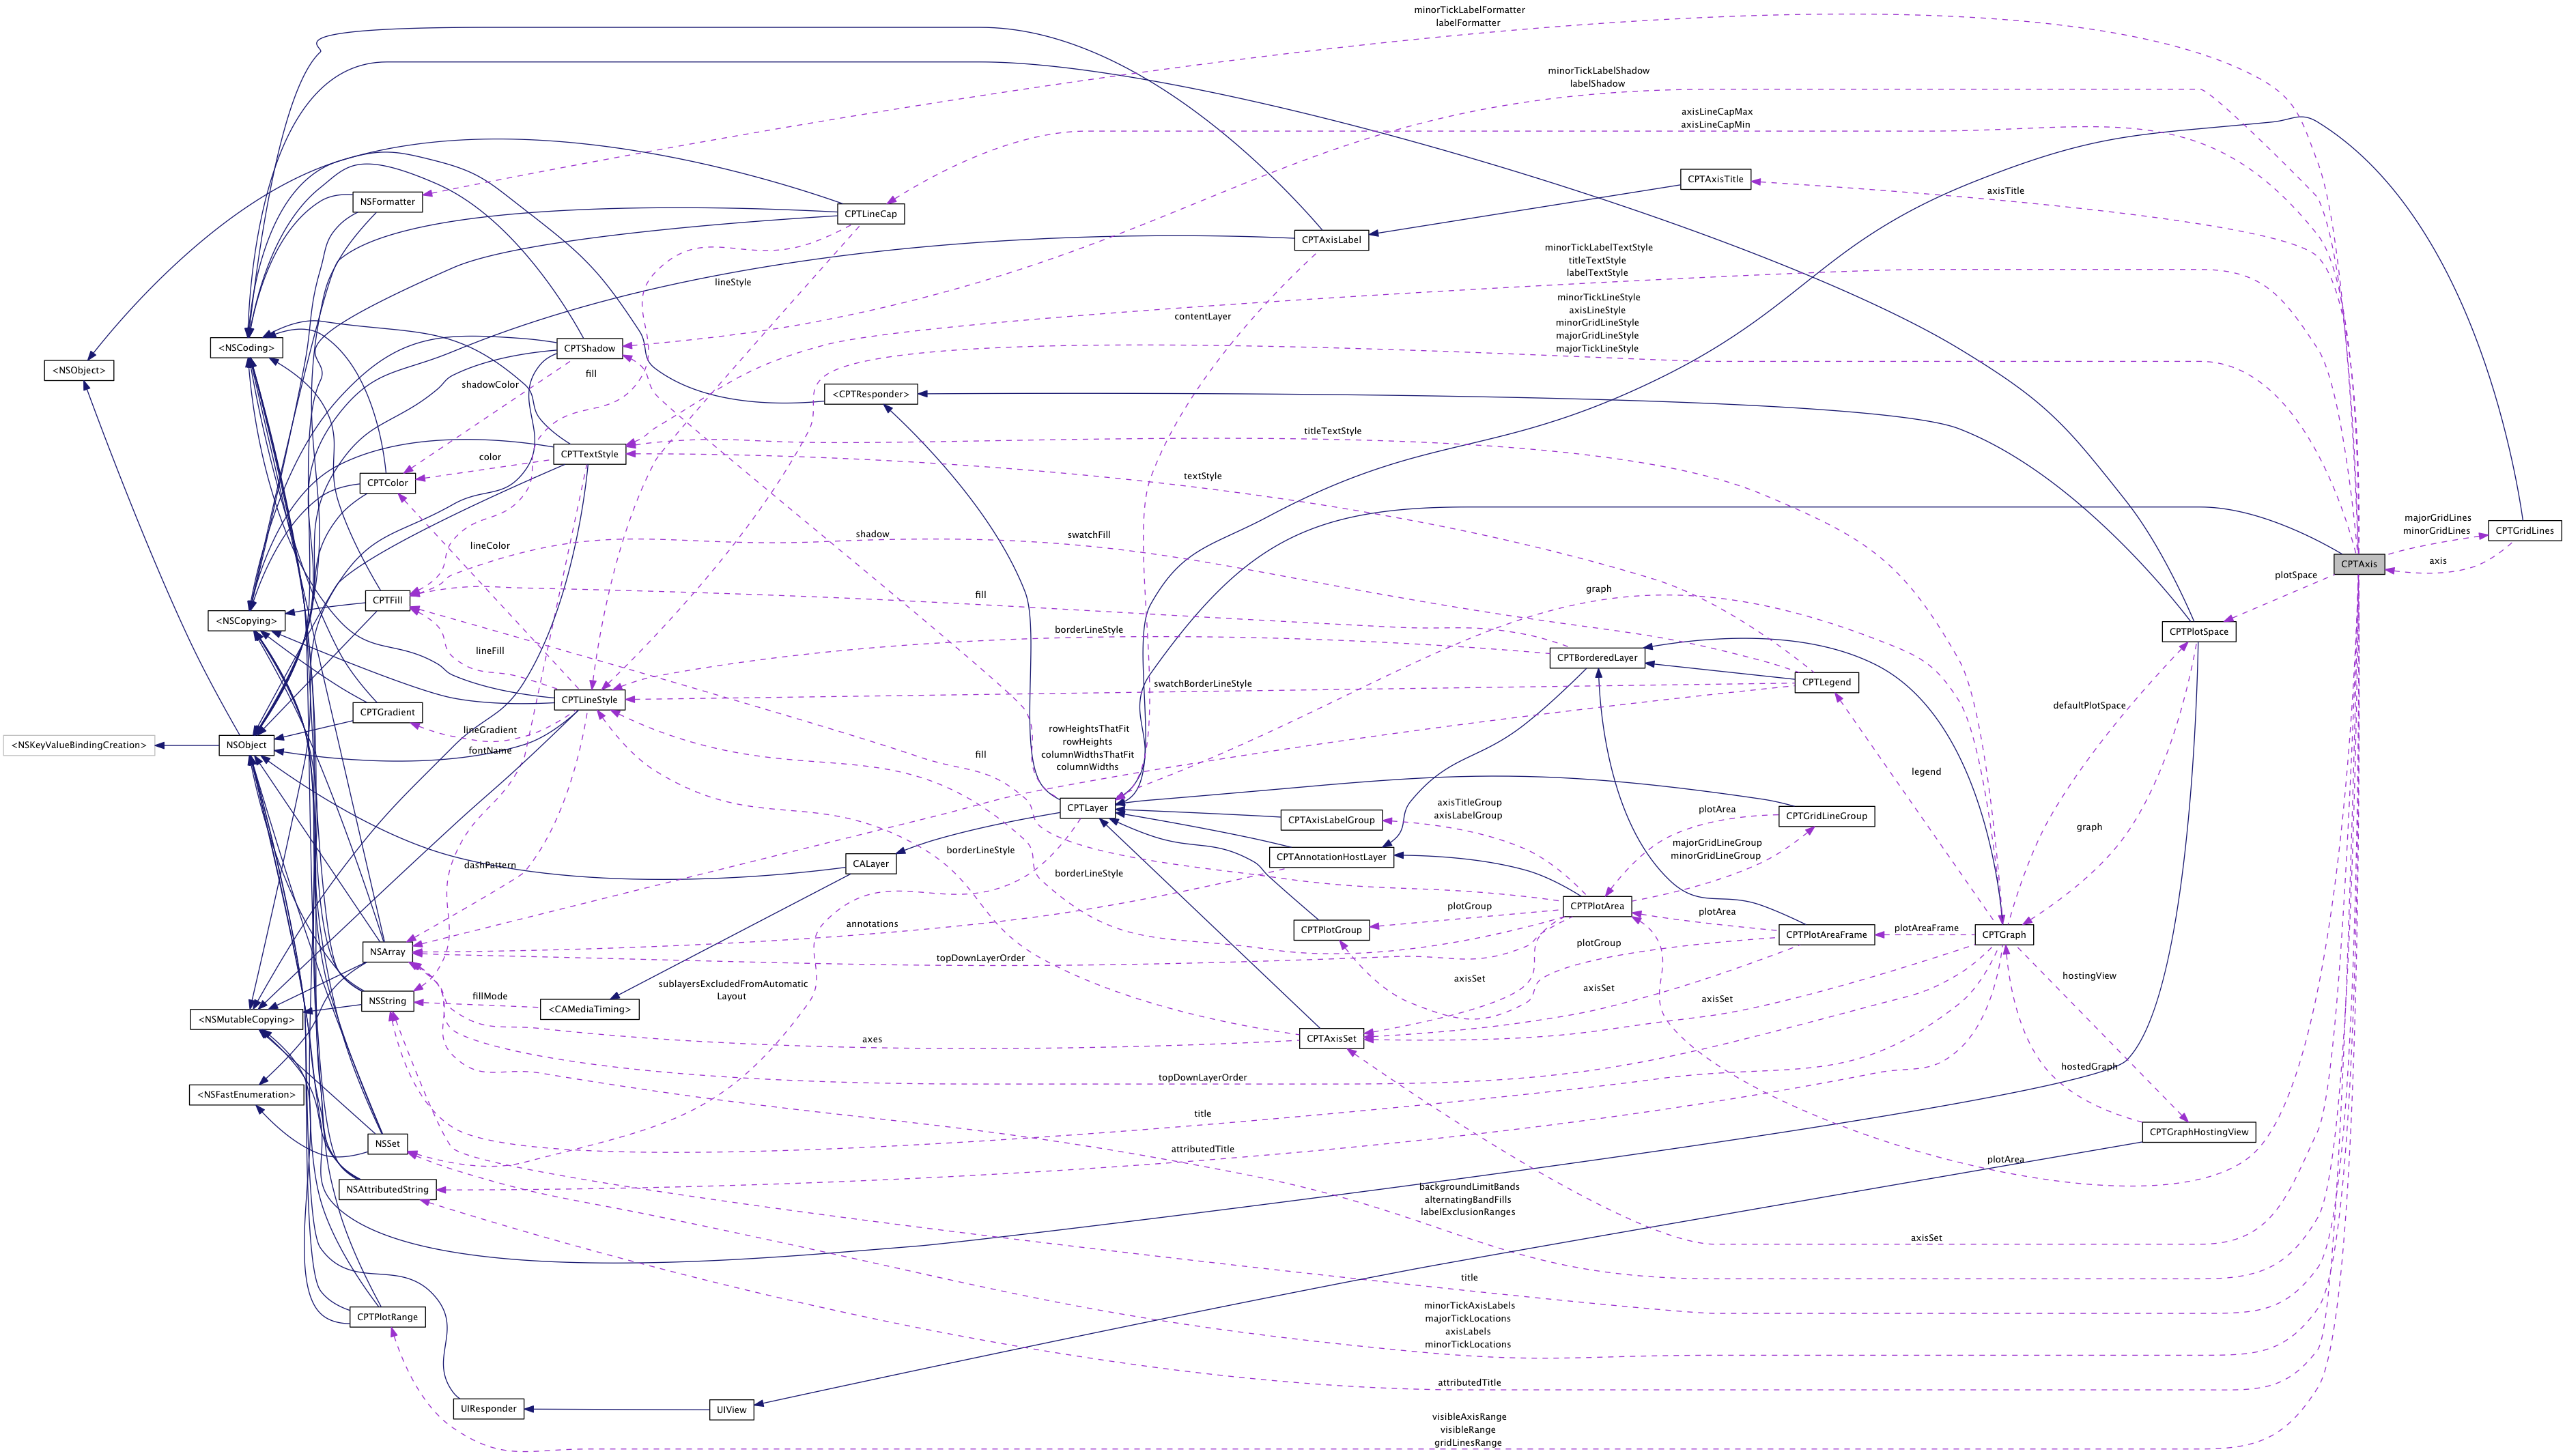 minorTickLabelFormatter
labelFormatter
minorTickLabelShadow
labelShadow
axisLineCapMax
axisLineCapMin
CPTAxisTitle
axisTitle
NSFormatter
CPTLineCap
CPTAxisLabel
minorTickLabelTextStyle
titleTextStyle
labelTextStyle
lineStyle
minorTickLineStyle
axisLineStyle
minorGridLineStyle
majorGridLineStyle
majorTickLineStyle
contentLayer
<NSCoding>
CPTShadow
<NSObject>
shadowColor
fill
<CPTResponder>
titleTextStyle
CPTTextStyle
color
textStyle
CPTColor
majorGridLines
minorGridLines
CPTGridLines
shadow
swatchFill
lineColor
CPTAxis
axis
plotSpace
graph
fill
CPTFill
<NSCopying>
borderLineStyle
CPTPlotSpace
lineFill
CPTBorderedLayer
swatchBorderLineStyle
CPTLegend
CPTLineStyle
defaultPlotSpace
CPTGradient
lineGradient
rowHeightsThatFit
rowHeights
columnWidthsThatFit
columnWidths
<NSKeyValueBindingCreation>
NSObject
fontName
fill
legend
CPTLayer
axisTitleGroup
axisLabelGroup
plotArea
CPTAxisLabelGroup
CPTGridLineGroup
graph
majorGridLineGroup
minorGridLineGroup
borderLineStyle
CPTAnnotationHostLayer
CALayer
dashPattern
borderLineStyle
plotGroup
CPTPlotArea
plotArea
annotations
CPTPlotGroup
plotAreaFrame
CPTPlotAreaFrame
CPTGraph
plotGroup
NSArray
topDownLayerOrder
axisSet
hostingView
sublayersExcludedFromAutomatic
Layout
fillMode
NSString
axisSet
axisSet
<CAMediaTiming>
<NSMutableCopying>
axes
CPTAxisSet
hostedGraph
topDownLayerOrder
<NSFastEnumeration>
title
CPTGraphHostingView
NSSet
attributedTitle
plotArea
NSAttributedString
backgroundLimitBands
alternatingBandFills
labelExclusionRanges
axisSet
title
minorTickAxisLabels
majorTickLocations
axisLabels
minorTickLocations
CPTPlotRange
attributedTitle
UIResponder
UIView
visibleAxisRange
visibleRange
gridLinesRange